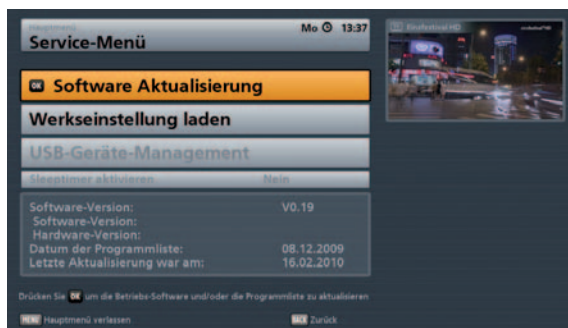 Hauptmenü
Service-Menü
Mo 13:37
Kinofestival HD
OK Software Aktualisierung
Werkseinstellung laden
USB-Geräte-Management
Sleeptimer aktivieren Nein
Software-Version: V0.19
Software-Version:
Hardware-Version:
Datum der Programmliste: 08.12.2009
Letzte Aktualisierung war am: 16.02.2010
Drücken Sie OK um die Betriebs-Software und/oder die Programmliste zu aktualisieren
MENU Hauptmenü verlassen
BACK Zurück